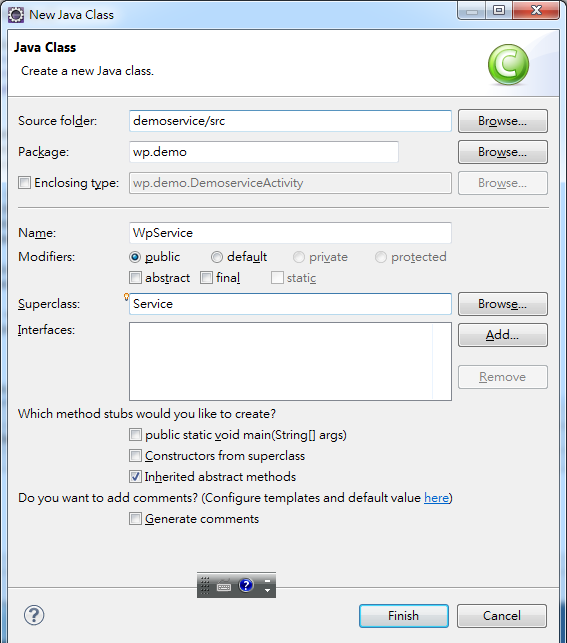 New Java Class
Java Class
Create a new Java class.
Source folder: demoservice/src Browse...
Package: wp.demo Browse...
Enclosing type: wp.demo.DemoserviceActivity Browse...
Name: WpService
Modifiers: public default private protected
abstract final static
Superclass: Service Browse...
Interfaces: Add...
Remove
Which method stubs would you like to create?
public static void main(String[] args)
Constructors from superclass
Inherited abstract methods
Do you want to add comments? (Configure templates and default value here)
Generate comments
Finish Cancel